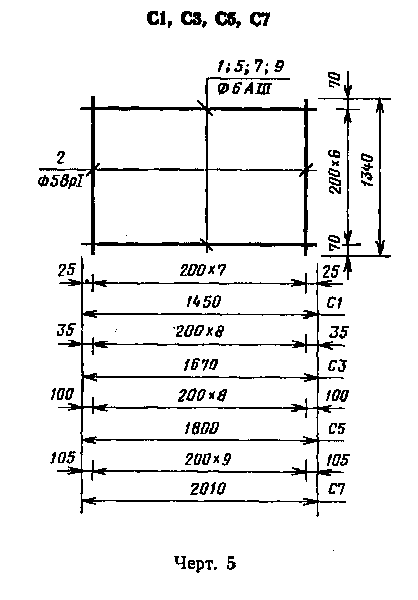 С1, С3, С5, С7
1; 5; 7; 9
Ф6АIII
2
Ф5ВрI
70
200×6
1340
70
25 200×7 25
1450 С1
35 200×8 35
1670 С3
100 200×8 100
1800 С5
105 200×9 105
2010 С7
Черт. 5